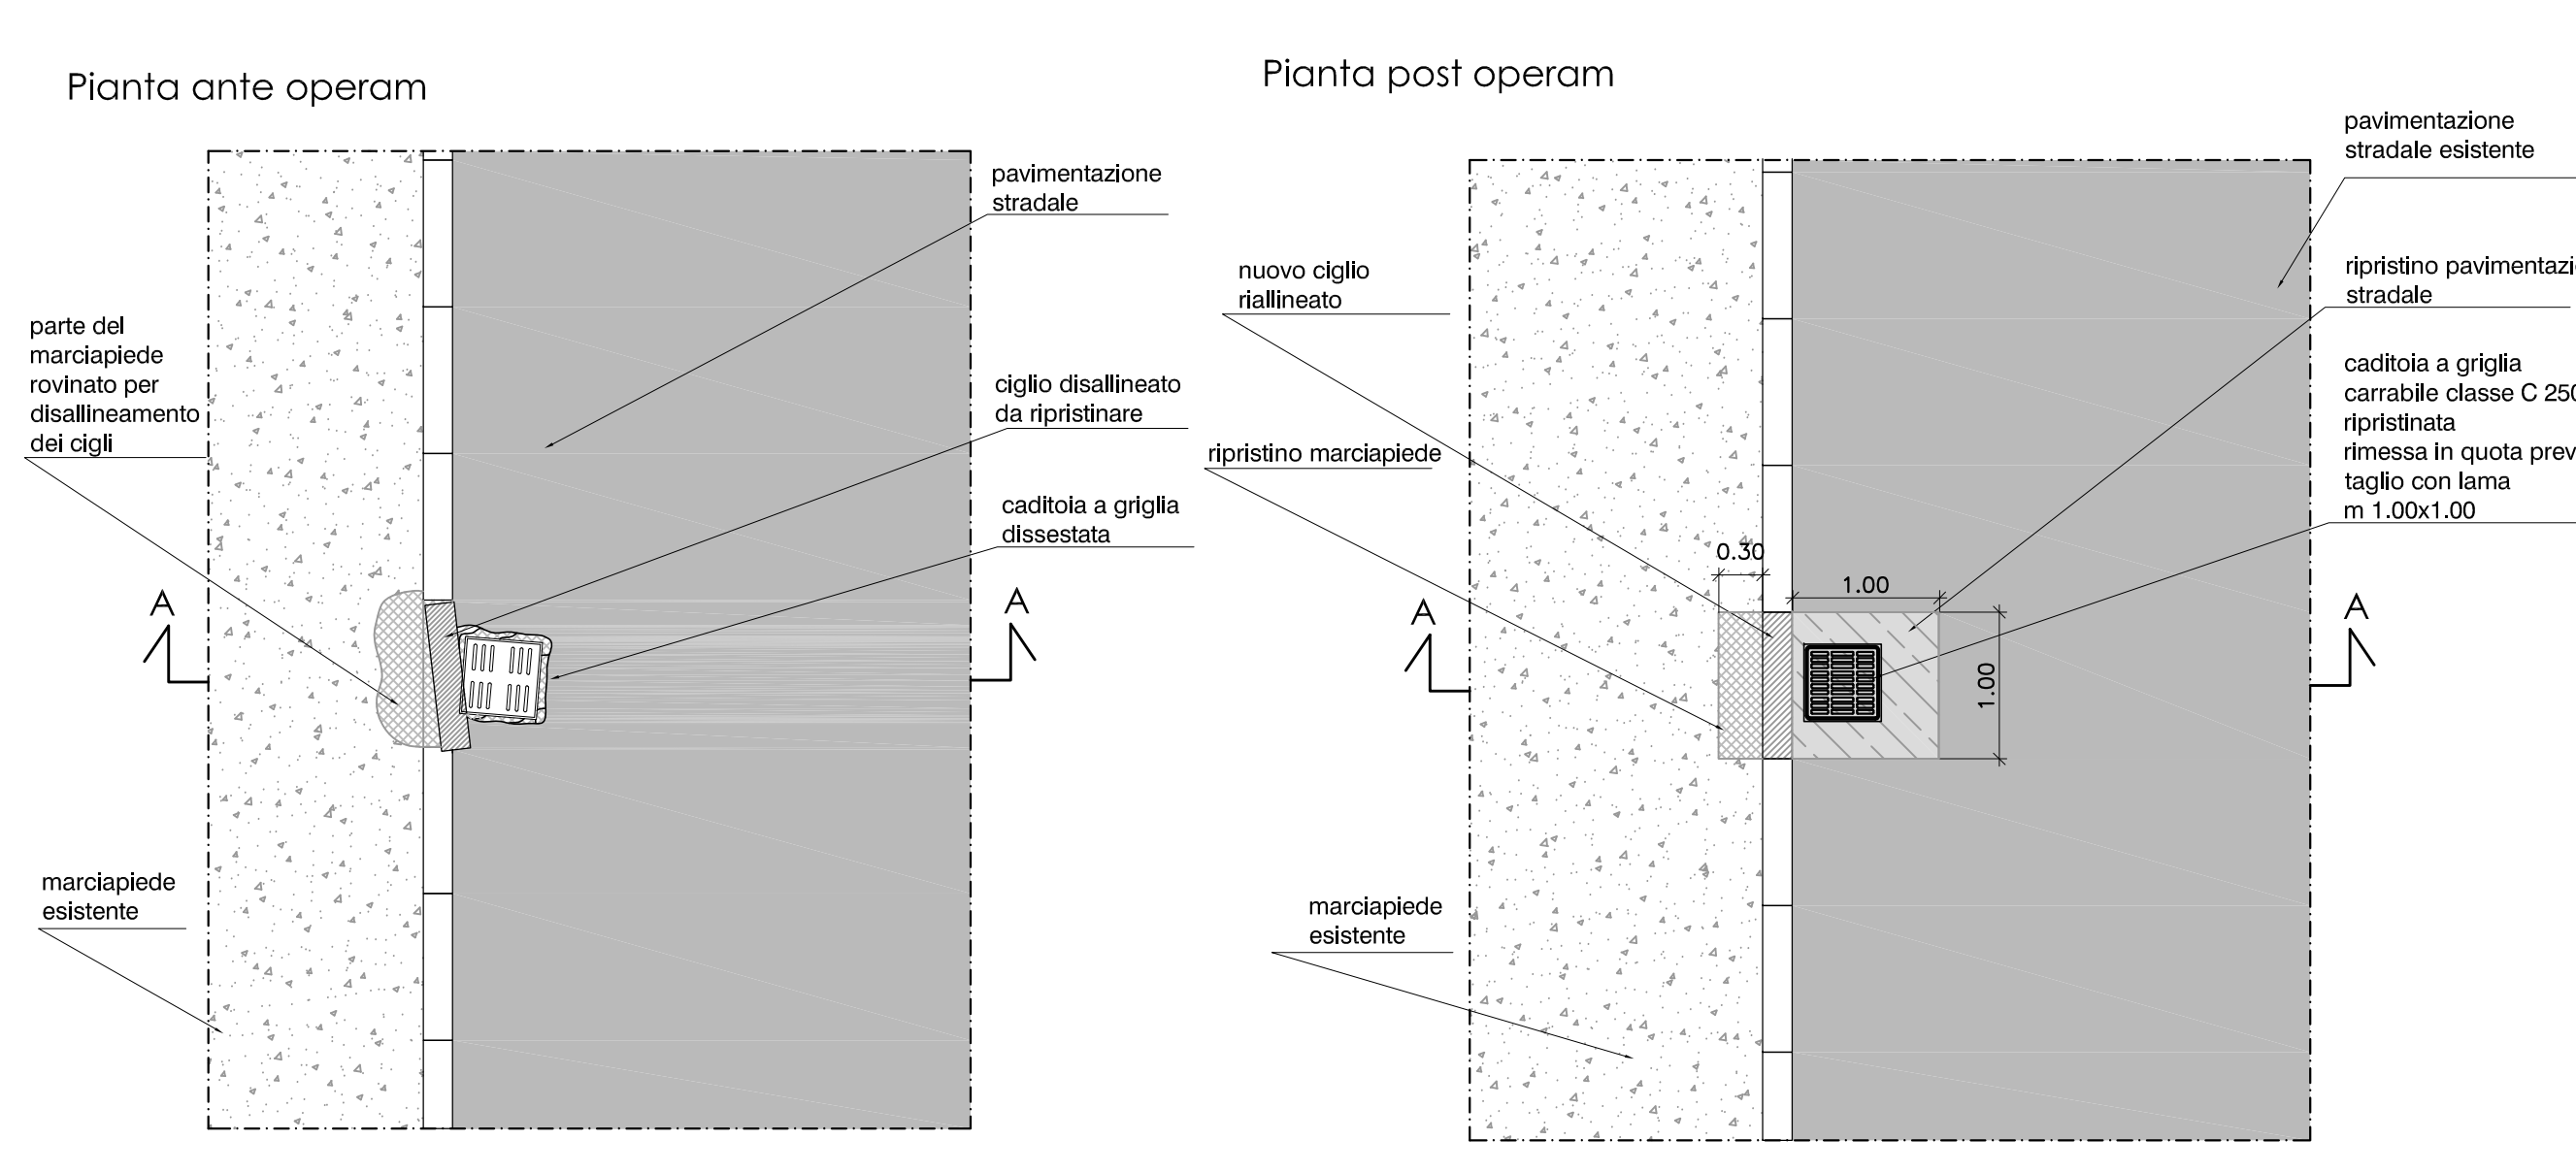 Pianta ante operam
pavimentazione
stradale
parte del
marciapiede
rovinato per
disallineamento
dei cigli
ciglio disallineato
da ripristinare
caditoia a griglia
dissestata
A
A
marciapiede
esistente
Pianta post operam
pavimentazione
stradale esistente
nuovo ciglio
riallineato
ripristino
stradale
caditoia a griglia
carrabile classe C 250
ripristinata
rimessa in quota
taglio con lama
m 1.00x1.00
ripristino marciapiede
0.30
1.00
1.00
A
A
marciapiede
esistente